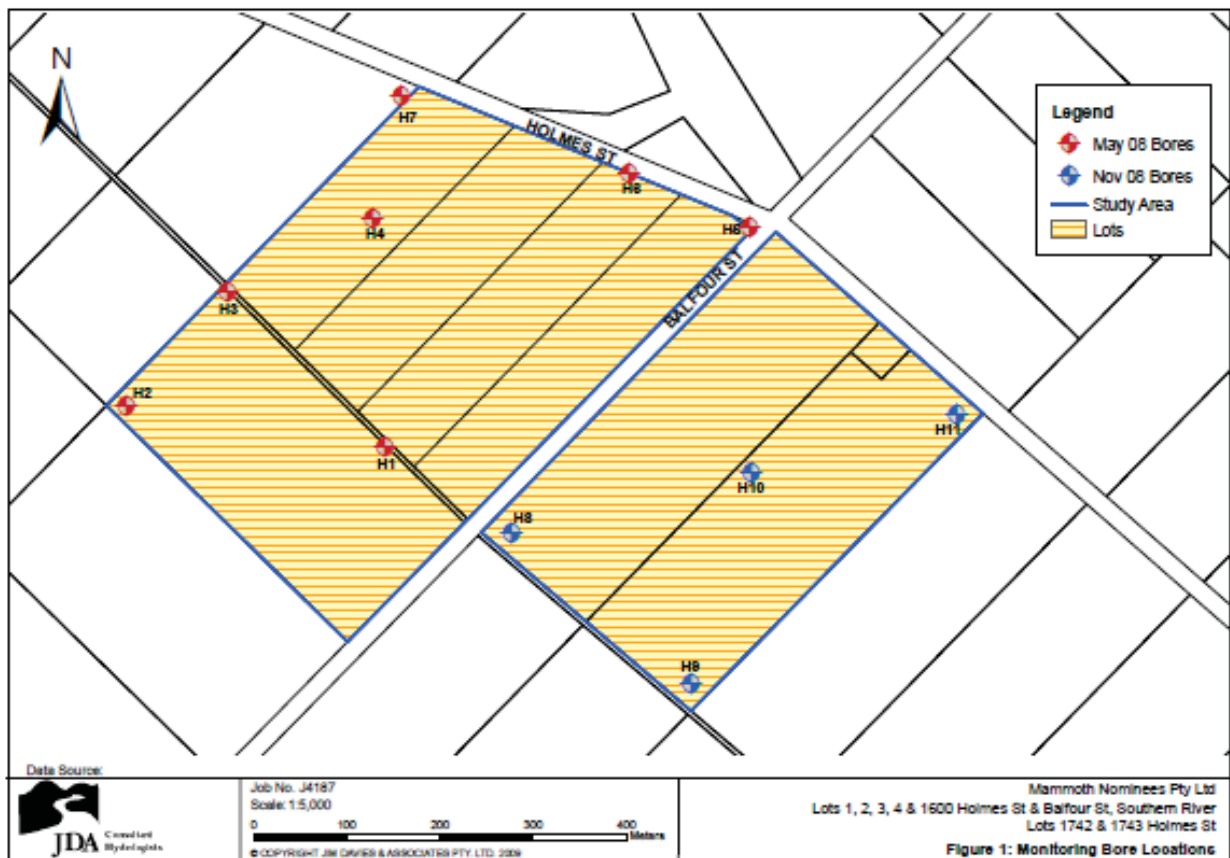 N
H7
HOLMES ST
H6
H4
H5
BALFOUR ST
H3
H2
H1
H11
H10
H8
H9
Legend
May 08 Bores
Nov 08 Bores
Study Area
Lots
Data Source:
JDA Consultant Hydrologists
Job No. J4187
Scale: 1:5,000
0 100 200 300 400
Meters
© COPYRIGHT JIM DAVIES & ASSOCIATES PTY. LTD. 2009
Mammoth Nominees Pty Ltd
Lots 1, 2, 3, 4 & 1600 Holmes St & Balfour St, Southern River
Lots 1742 & 1743 Holmes St
Figure 1: Monitoring Bore Locations